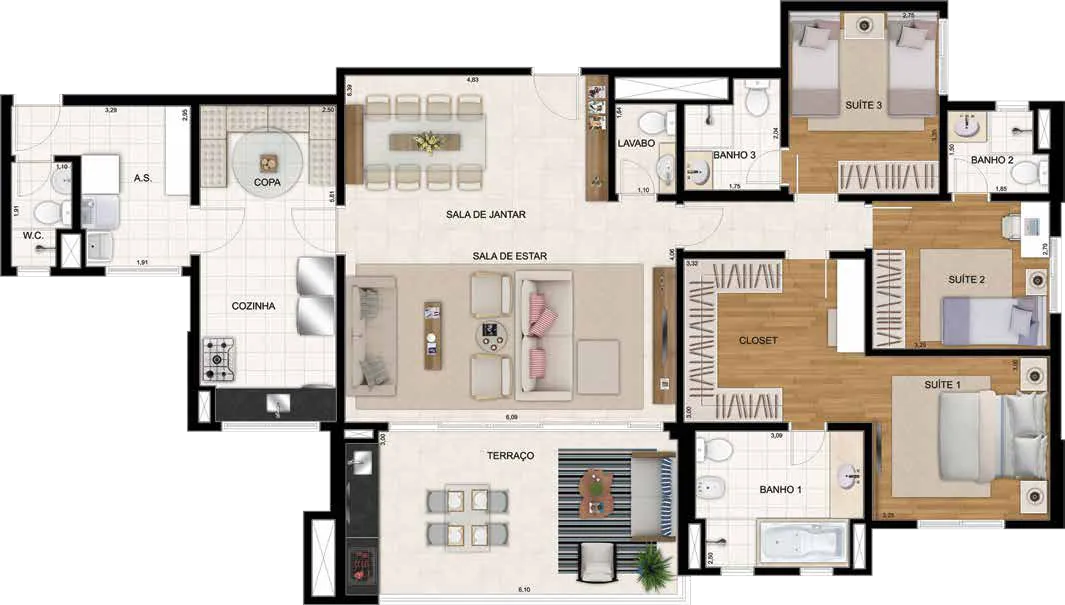 2,75
SUÍTE 3
3,35
4,83
6,39
3,29
2,95
2,50
1,64
LAVABO
1,10
2,04
BANHO 3
1,75
1,50
BANHO 2
1,85
1,10
A.S.
COPA
5,81
1,91
W.C.
1,91
SALA DE JANTAR
SALA DE ESTAR
4,06
3,32
2,70
SUÍTE 2
3,25
COZINHA
CLOSET
3,00
3,00
SUÍTE 1
6,09
3,00
TERRAÇO
3,09
BANHO 1
2,50
3,25
6,10